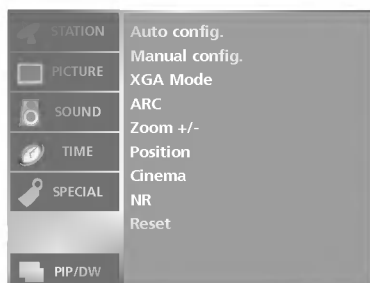 STATION
PICTURE
SOUND
TIME
SPECIAL
PIP/DW
Auto config.
Manual config.
XGA Mode
ARC
Zoom +/-
Position
Cinema
NR
Reset